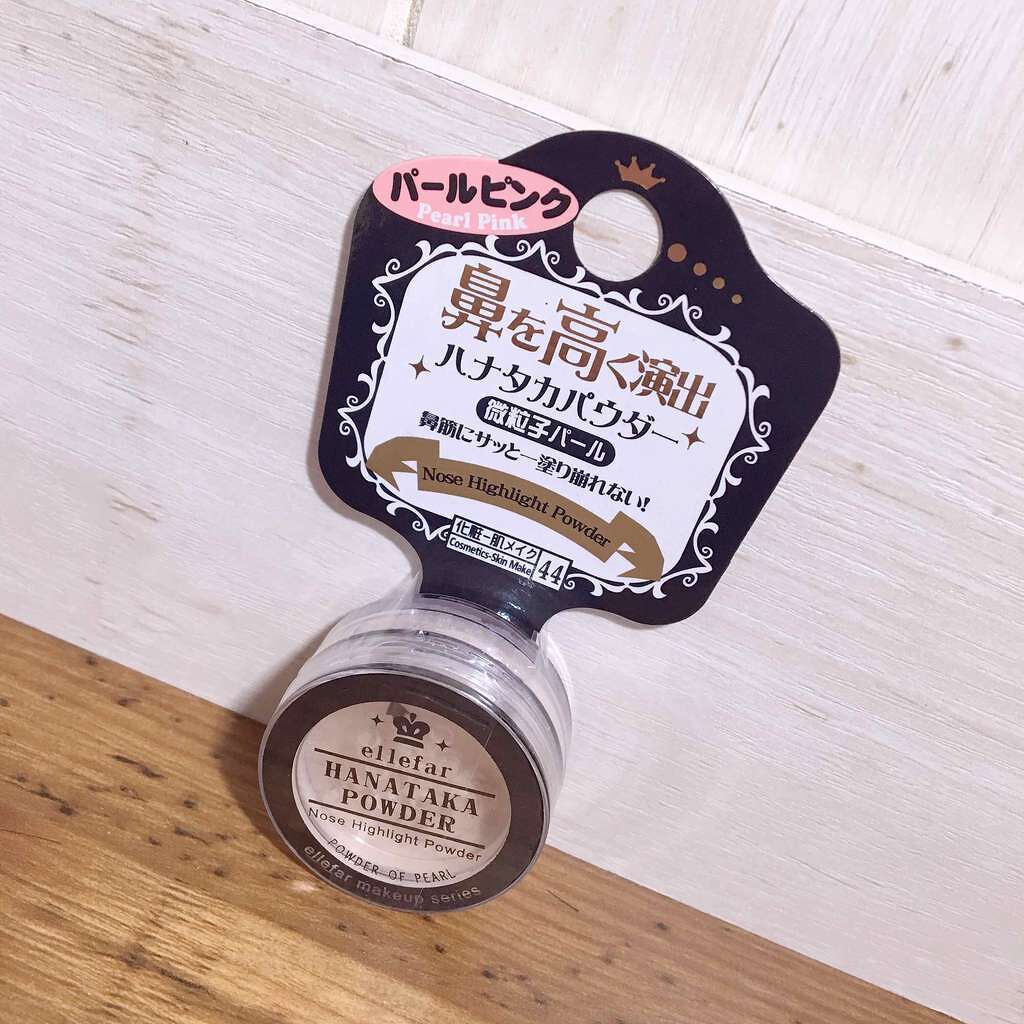 パールピンク
Pearl Pink
鼻を高く演出
ハナタカパウダー
微粒子パール
鼻筋にサッと一塗り崩れない!
Nose Highlight Powder
化粧-肌メイク
Cosmetics-Skin Make
44
ellefar
HANATAKA
POWDER
Nose Highlight Powder
POWDER OF PEARL
ellefar makeup series